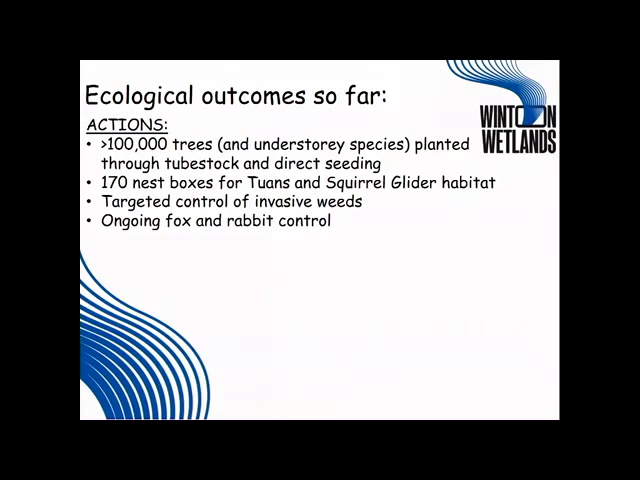 Ecological outcomes so far:
WINTON
WETLANDS
ACTIONS:
• >100,000 trees (and understorey species) planted
through tubestock and direct seeding
• 170 nest boxes for Tuans and Squirrel Glider habitat
• Targeted control of invasive weeds
• Ongoing fox and rabbit control